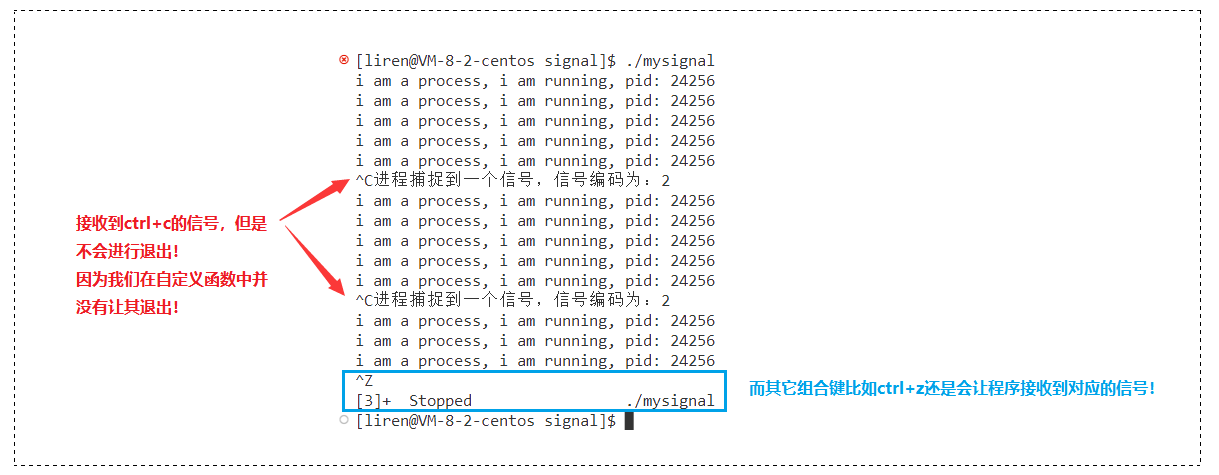 [liren@VM-8-2-centos signal]$ ./mysignal
i am a process, i am running, pid: 24256
i am a process, i am running, pid: 24256
i am a process, i am running, pid: 24256
i am a process, i am running, pid: 24256
i am a process, i am running, pid: 24256
^C进程捕捉到一个信号，信号编码为：2
i am a process, i am running, pid: 24256
i am a process, i am running, pid: 24256
i am a process, i am running, pid: 24256
i am a process, i am running, pid: 24256
i am a process, i am running, pid: 24256
^C进程捕捉到一个信号，信号编码为：2
i am a process, i am running, pid: 24256
i am a process, i am running, pid: 24256
i am a process, i am running, pid: 24256
^Z
[3]+  Stopped                 ./mysignal
[liren@VM-8-2-centos signal]$
接收到ctrl+c的信号，但是
不会进行退出！
因为我们在自定义函数中并
没有让其退出！
而其它组合键比如ctrl+z还是会让程序接收到对应的信号！